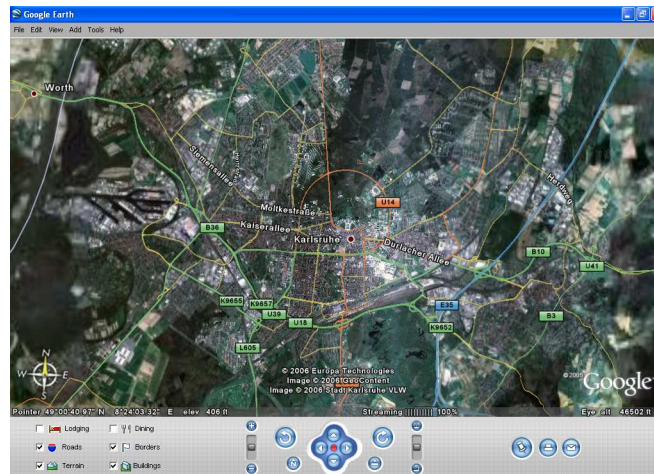 Google Earth
File Edit View Add Tools Help
Worth
Siemensallee
Hardweg
U14
Moltkestraße
B36
Kaiserallee
Karlsruhe
Durlacher Allee
B10
U41
K9655
K9657
E35
U39
U18
B3
K9652
L605
N
W E
S
© 2006 Europa Technologies
Image © 2006 GeoContent
Image © 2006 Stadt Karlsruhe VLW
©2005 Google
Pointer 49°00'40.97" N 8°24'03.32" E elev 406 ft Streaming |||||||||| 100% Eye alt 46502 ft
Lodging Dining
Roads Borders
Terrain Buildings
N